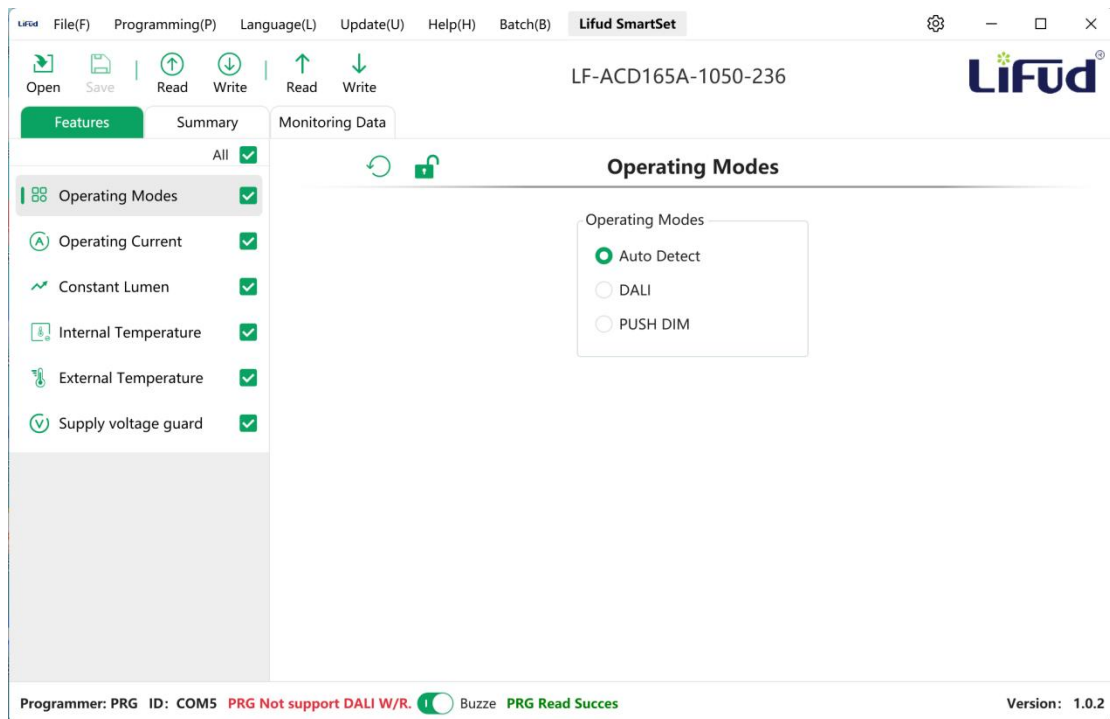 Lifud File(F) Programming(P) Language(L) Update(U) Help(H) Batch(B) Lifud SmartSet
Open Save Read Write Read Write
LF-ACD165A-1050-236
Lifud®
Features Summary Monitoring Data
All
Operating Modes
Operating Current
Constant Lumen
Internal Temperature
External Temperature
Supply voltage guard
Operating Modes
Operating Modes
Auto Detect
DALI
PUSH DIM
Programmer: PRG ID: COM5 PRG Not support DALI W/R. Buzze PRG Read Succes Version: 1.0.2